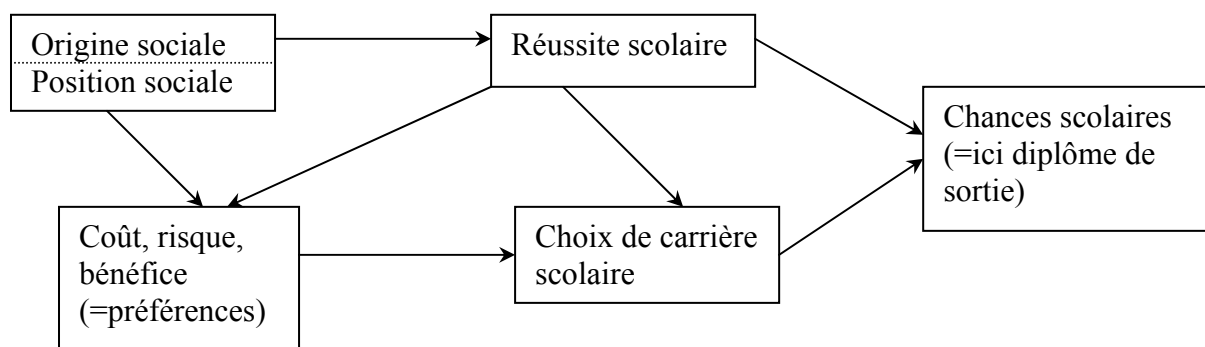 Origine sociale
Position sociale
Réussite scolaire
Chances scolaires
(=ici diplôme de
sortie)
Coût, risque,
bénéfice
(=préférences)
Choix de carrière
scolaire